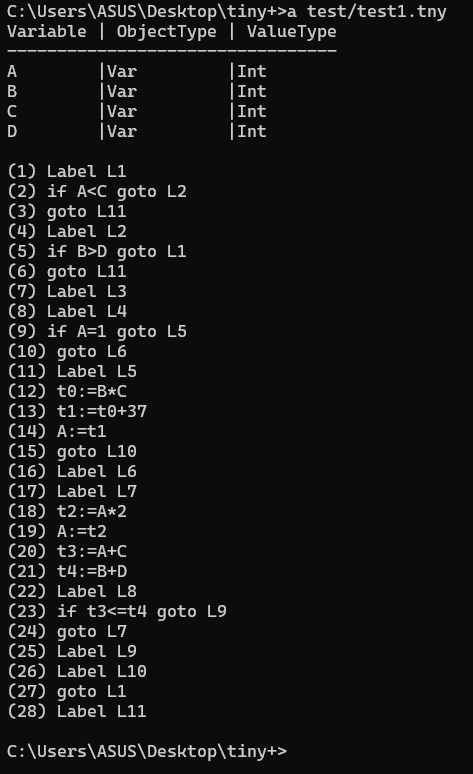 C:\Users\ASUS\Desktop\tiny+>a test/test1.tny
Variable | ObjectType | ValueType
---------------------------------
A        |Var         |Int
B        |Var         |Int
C        |Var         |Int
D        |Var         |Int
(1) Label L1
(2) if A<C goto L2
(3) goto L11
(4) Label L2
(5) if B>D goto L1
(6) goto L11
(7) Label L3
(8) Label L4
(9) if A=1 goto L5
(10) goto L6
(11) Label L5
(12) t0:=B*C
(13) t1:=t0+37
(14) A:=t1
(15) goto L10
(16) Label L6
(17) Label L7
(18) t2:=A*2
(19) A:=t2
(20) t3:=A+C
(21) t4:=B+D
(22) Label L8
(23) if t3<=t4 goto L9
(24) goto L7
(25) Label L9
(26) Label L10
(27) goto L1
(28) Label L11
C:\Users\ASUS\Desktop\tiny+>